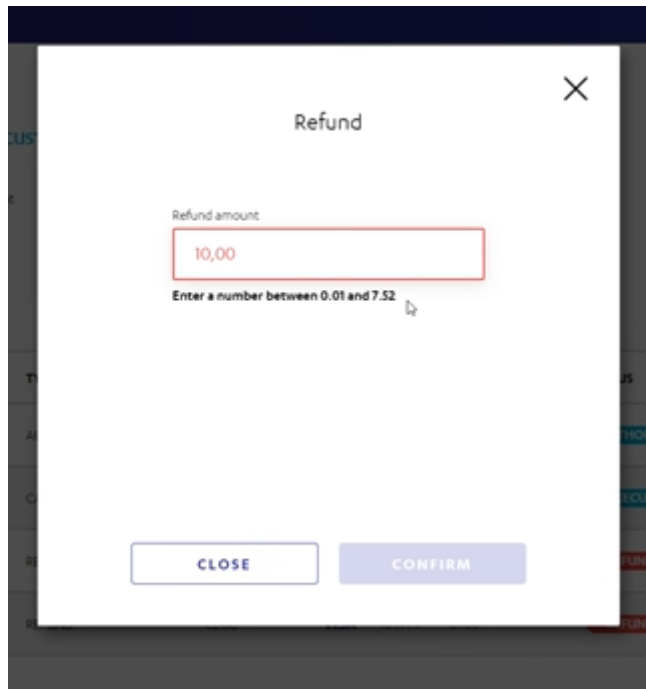 Refund
Refund amount
10,00
Enter a number between 0.01 and 7.52
CLOSE
CONFIRM